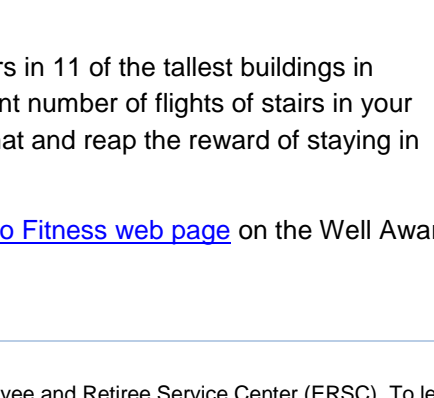 rs in 11 of the tallest buildings in
nt number of flights of stairs in your
hat and reap the reward of staying in
o Fitness web page on the Well Awar
yee and Retiree Service Center (ERSC). To le